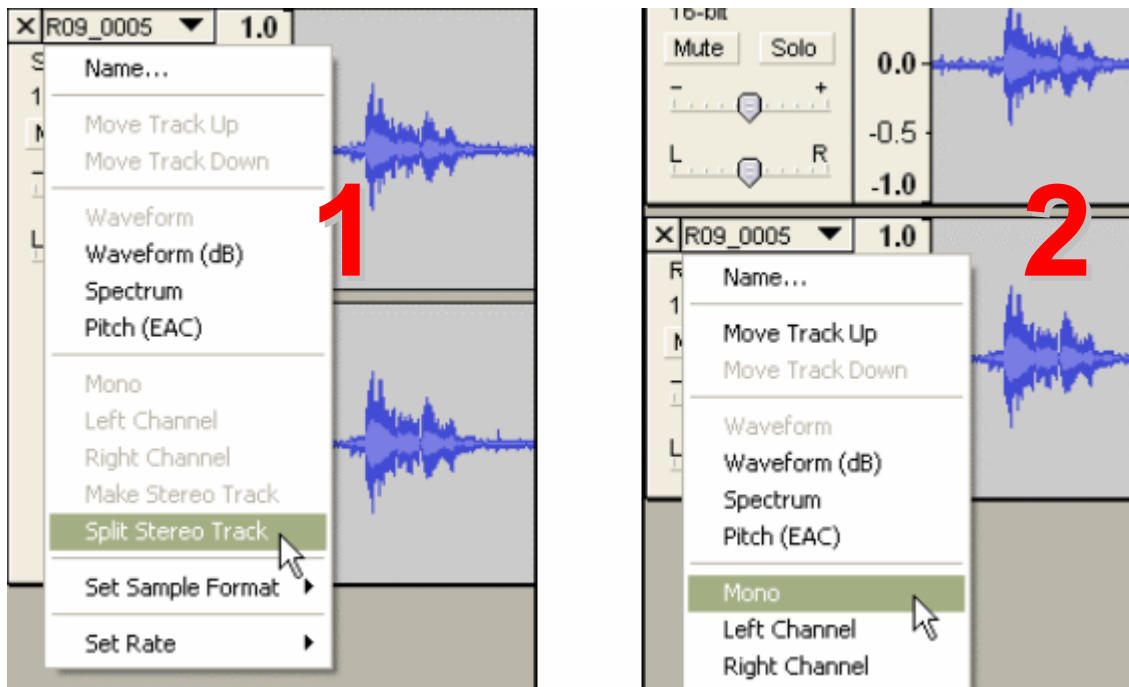 R09_0005 1.0
S
1
M
L
Name...
Move Track Up
Move Track Down
Waveform
Waveform (dB)
Spectrum
Pitch (EAC)
Mono
Left Channel
Right Channel
Make Stereo Track
Split Stereo Track
Set Sample Format
Set Rate
1
16-bit
Mute Solo
- +
L R
0.0
-0.5
-1.0
R09_0005 1.0
R
1
M
L
Name...
Move Track Up
Move Track Down
Waveform
Waveform (dB)
Spectrum
Pitch (EAC)
Mono
Left Channel
Right Channel
2